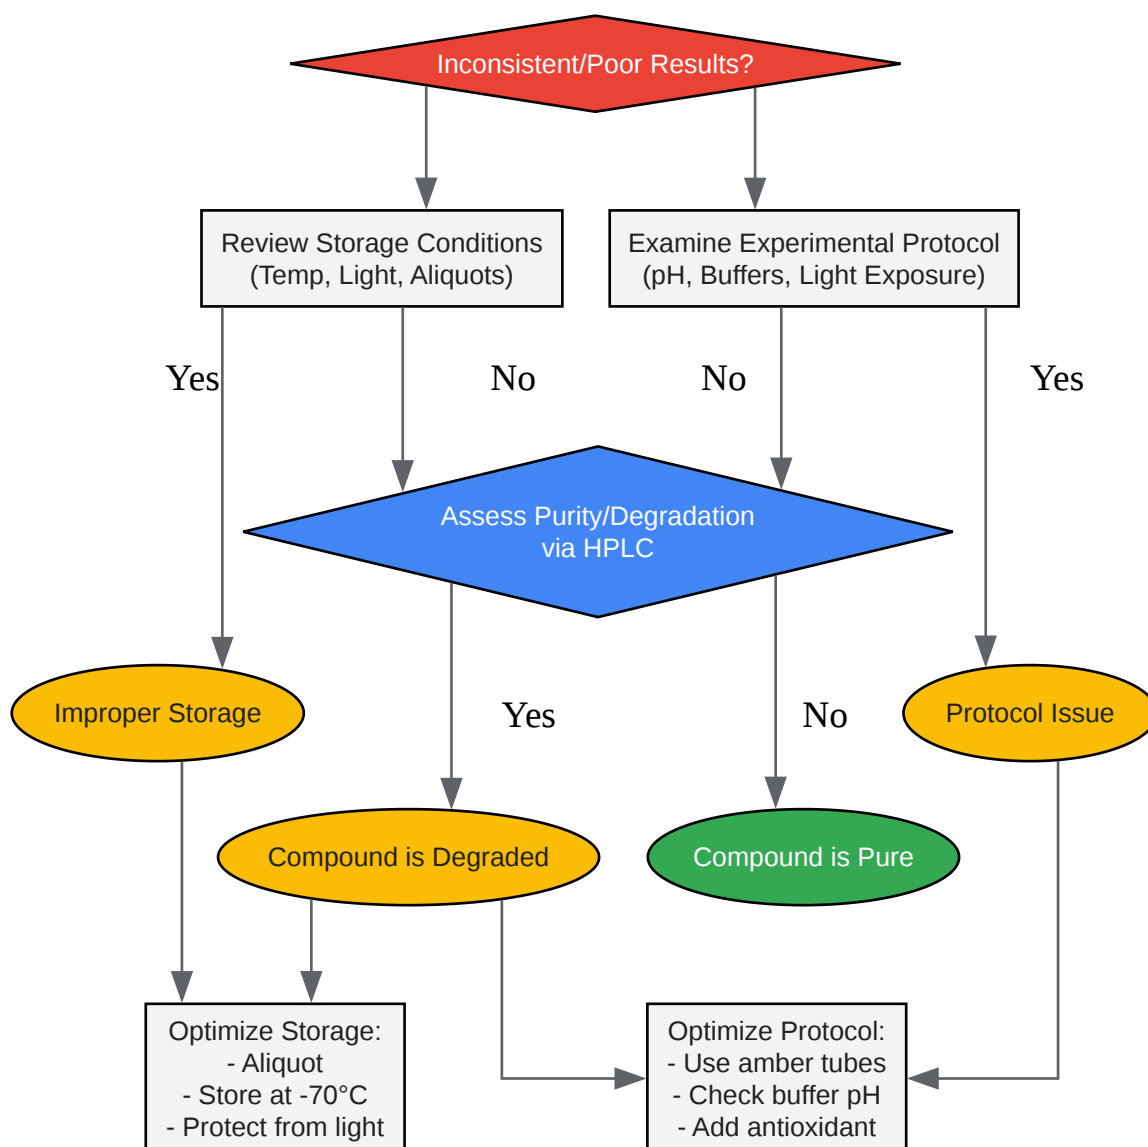 Inconsistent/Poor Results?
Review Storage Conditions
(Temp, Light, Aliquots)
Examine Experimental Protocol
(pH, Buffers, Light Exposure)
Yes
No
No
Yes
Assess Purity/Degradation
via HPLC
Improper Storage
Yes
No
Protocol Issue
Compound is Degraded
Compound is Pure
Optimize Storage:
- Aliquot
- Store at -70°C
- Protect from light
Optimize Protocol:
- Use amber tubes
- Check buffer pH
- Add antioxidant